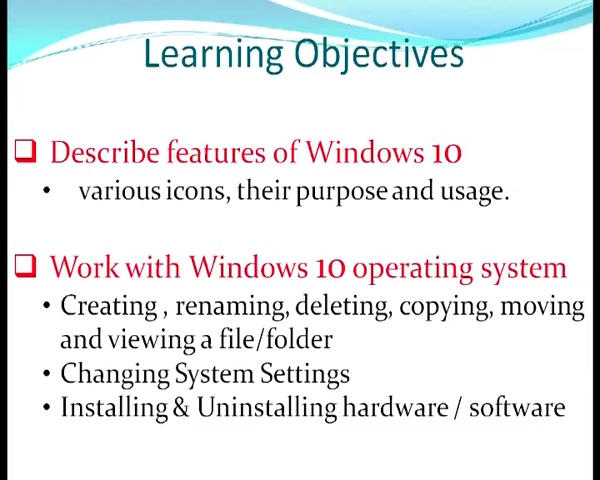 Learning Objectives
❑ Describe features of Windows 10
• various icons, their purpose and usage.
❑ Work with Windows 10 operating system
• Creating , renaming, deleting, copying, moving
and viewing a file/folder
• Changing System Settings
• Installing & Uninstalling hardware / software